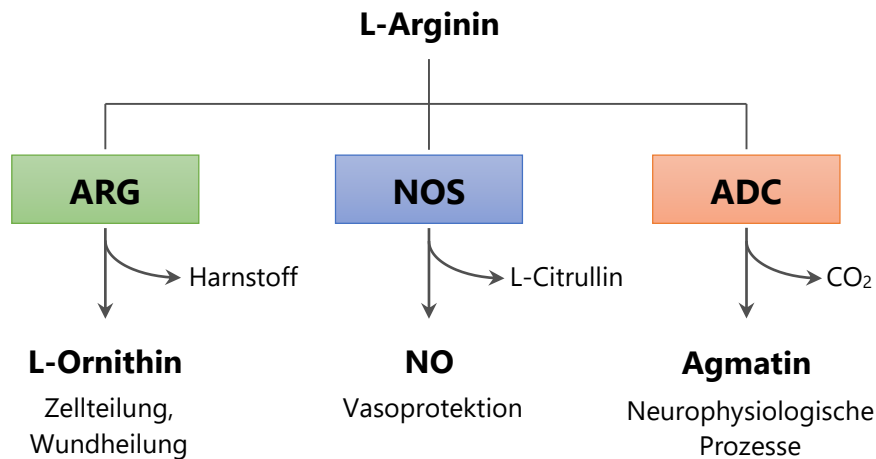 L-Arginin
ARG
NOS
ADC
Harnstoff
L-Citrullin
CO₂
L-Ornithin
NO
Agmatin
Zellteilung,
Wundheilung
Vasoprotektion
Neurophysiologische
Prozesse